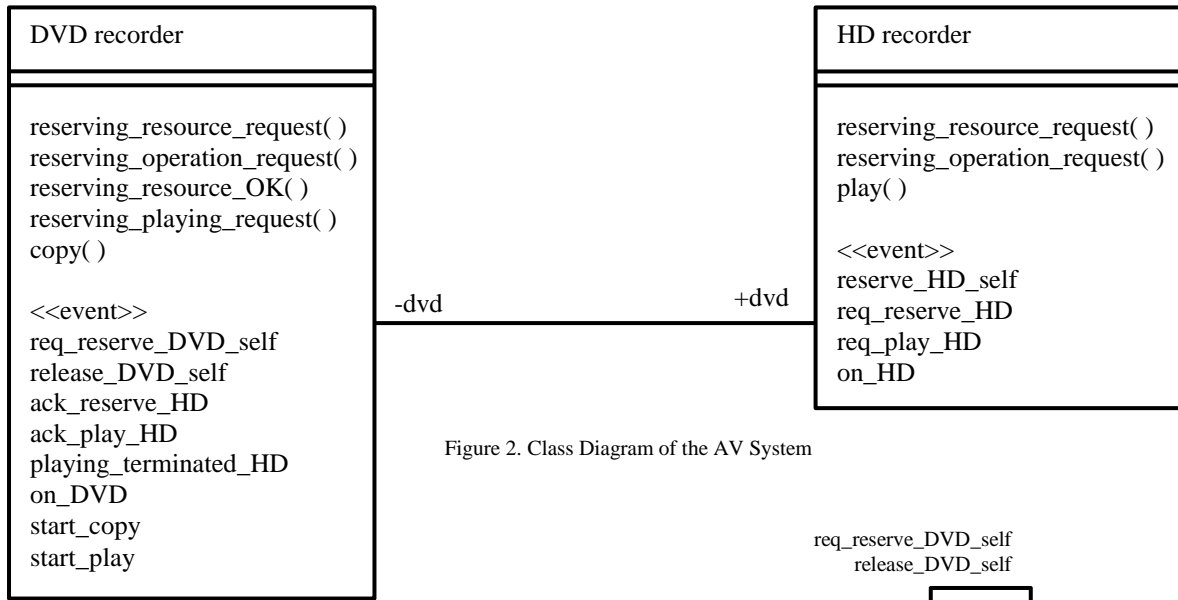 DVD recorder
reserving_resource_request( )
reserving_operation_request( )
reserving_resource_OK( )
reserving_playing_request( )
copy( )
<<event>>
req_reserve_DVD_self
release_DVD_self
ack_reserve_HD
ack_play_HD
playing_terminated_HD
on_DVD
start_copy
start_play
-dvd
+dvd
HD recorder
reserving_resource_request( )
reserving_operation_request( )
play( )
<<event>>
reserve_HD_self
req_reserve_HD
req_play_HD
on_HD
Figure 2. Class Diagram of the AV System
req_reserve_DVD_self
release_DVD_self